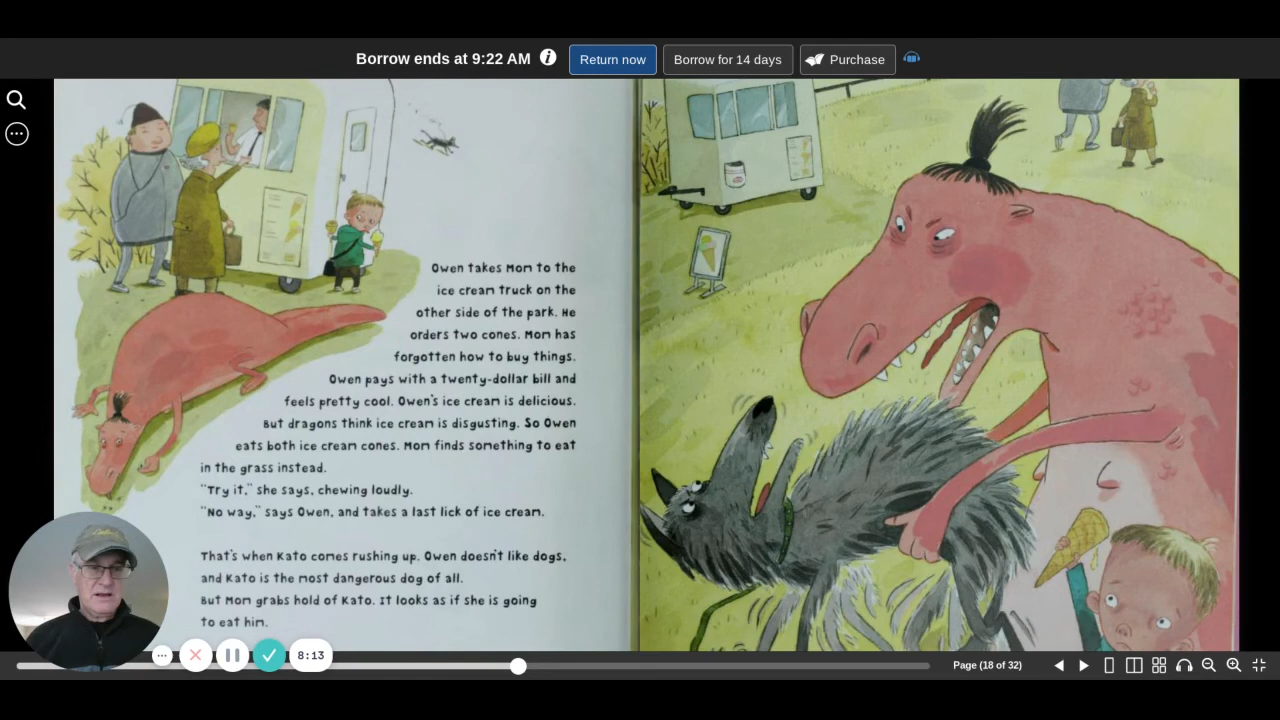 Borrow ends at 9:22 AM
Return now
Borrow for 14 days
Purchase
Owen takes Mom to the
ice cream truck on the
other side of the park. He
orders two cones. Mom has
forgotten how to buy things.
Owen pays with a twenty-dollar bill and
feels pretty cool. Owen's ice cream is delicious.
But dragons think ice cream is disgusting. So Owen
eats both ice cream cones. Mom finds something to eat
in the grass instead.
"Try it," she says, chewing loudly.
"No way," says Owen, and takes a last lick of ice cream.
That's when Kato comes rushing up. Owen doesn't like dogs,
and Kato is the most dangerous dog of all.
But Mom grabs hold of Kato. It looks as if she is going
to eat him.
8:13
Page (18 of 32)